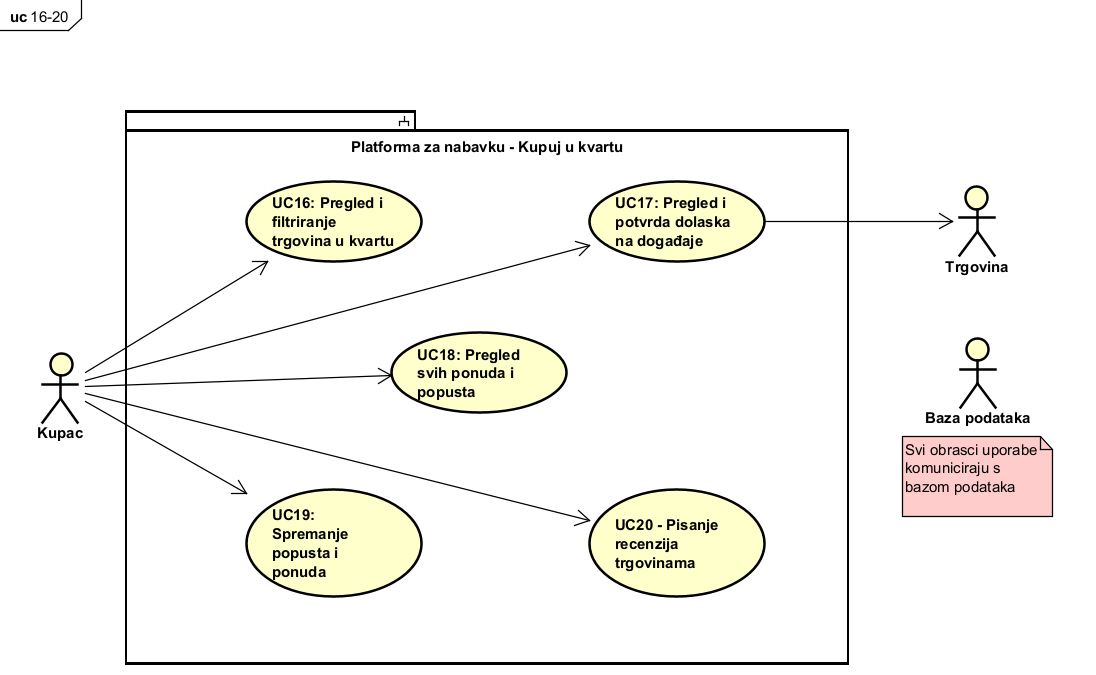 uc 16-20
Platforma za nabavku - Kupuj u kvartu
UC16: Pregled i
filtriranje
trgovina u kvartu
UC17: Pregled i
potvrda dolaska
na događaje
Trgovina
UC18: Pregled
svih ponuda i
popusta
Kupac
Baza podataka
Svi obrasci uporabe
komuniciraju s
bazom podataka
UC19:
Spremanje
popusta i
ponuda
UC20 - Pisanje
recenzija
trgovinama